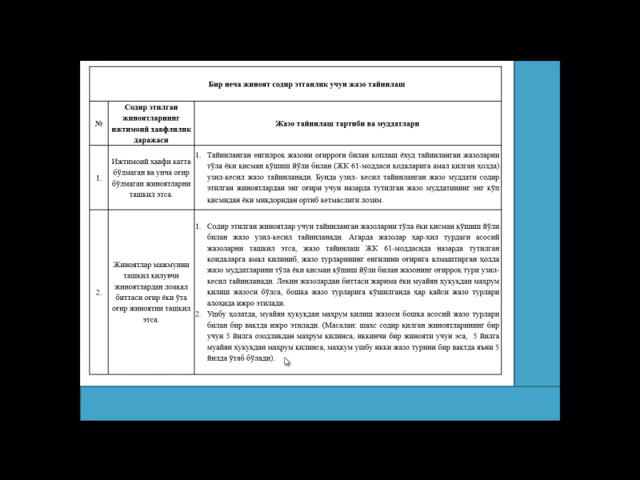 Бир неча жиноят содир этганлик учун жазо тайинлаш
№
Содир этилган
жиноятларнинг
ижтимоий хавфлилик
даражаси
Жазо тайинлаш тартиби ва муддатлари
1.
Ижтимоий хавфи катта
бўлмаган ва унча оғир
бўлмаган жиноятларни
ташкил этса.
1. Тайинланган енгилроқ жазони оғирроғи билан қоплаш ёхуд тайинланган жазоларни
тўла ёки қисман қўшиш йўли билан (ЖК 61-моддаси қодаларига амал қилган ҳолда)
узил-кесил жазо тайинланади. Бунда узил- кесил тайинланган жазо муддати содир
этилган жиноятлардан энг оғири учун назарда тутилган жазо муддатининг энг кўп
қисмидан ёки миқдоридан ортиб кетмаслиги лозим.
2.
Жиноятлар мажмуини
ташкил қилувчи
жиноятлардан лоақал
биттаси оғир ёки ўта
оғир жиноятни ташкил
этса.
1. Содир этилган жиноятлар учун тайинланган жазоларни тўла ёки қисман қўшиш йўли
билан жазо узил-кесил тайинланади. Агарда жазолар ҳар-хил турдаги асосий
жазоларни ташкил этса, жазо тайинлаш ЖК 61-моддасида назарда тутилган
қоидаларга амал қилиниб, жазо турларининг енгилини оғирига алмаштирган ҳолда
жазо муддатларини тўла ёки қисман қўшиш йўли билан жазонинг оғирроқ тури узил-
кесил тайинланади. Лекин жазолардан биттаси жарима ёки муайян ҳуқуқдан маҳрум
қилиш жазоси бўлса, бошқа жазо турларига қўшилганда ҳар қайси жазо турлари
алоҳида ижро этилади.
2. Ушбу ҳолатда, муайян ҳуқуқдан маҳрум қилиш жазоси бошқа асосий жазо турлари
билан бир вақтда ижро этилади. (Масалан: шахс содир қилган жиноятларининг бир
учун 5 йилга озодликдан маҳрум қилинса, иккинчи бир жинояти учун эса, 5 йилга
муайян ҳуқуқдан маҳрум қилинса, маҳкум ушбу икки жазо турини бир вақтда яъни 5
йилда ўтаб бўлади).